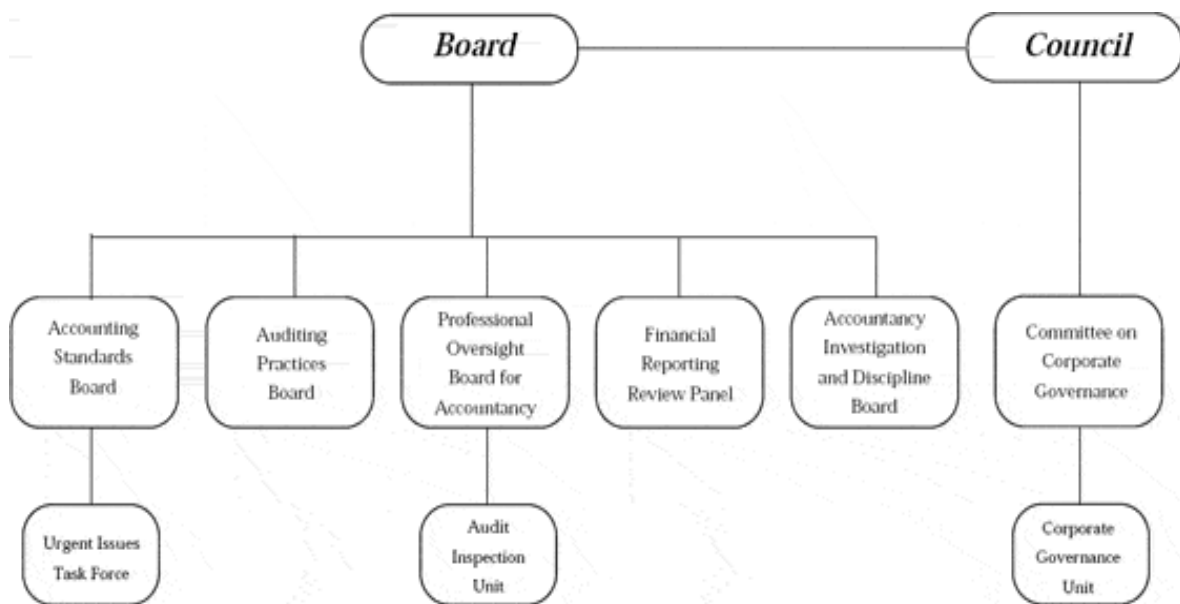 Board
Council
Accounting
Standards
Board
Auditing
Practices
Board
Professional
Oversight
Board for
Accountancy
Financial
Reporting
Review Panel
Accountancy
Investigation
and Discipline
Board
Committee on
Corporate
Governance
Urgent Issues
Task Force
Audit
Inspection
Unit
Corporate
Governance
Unit